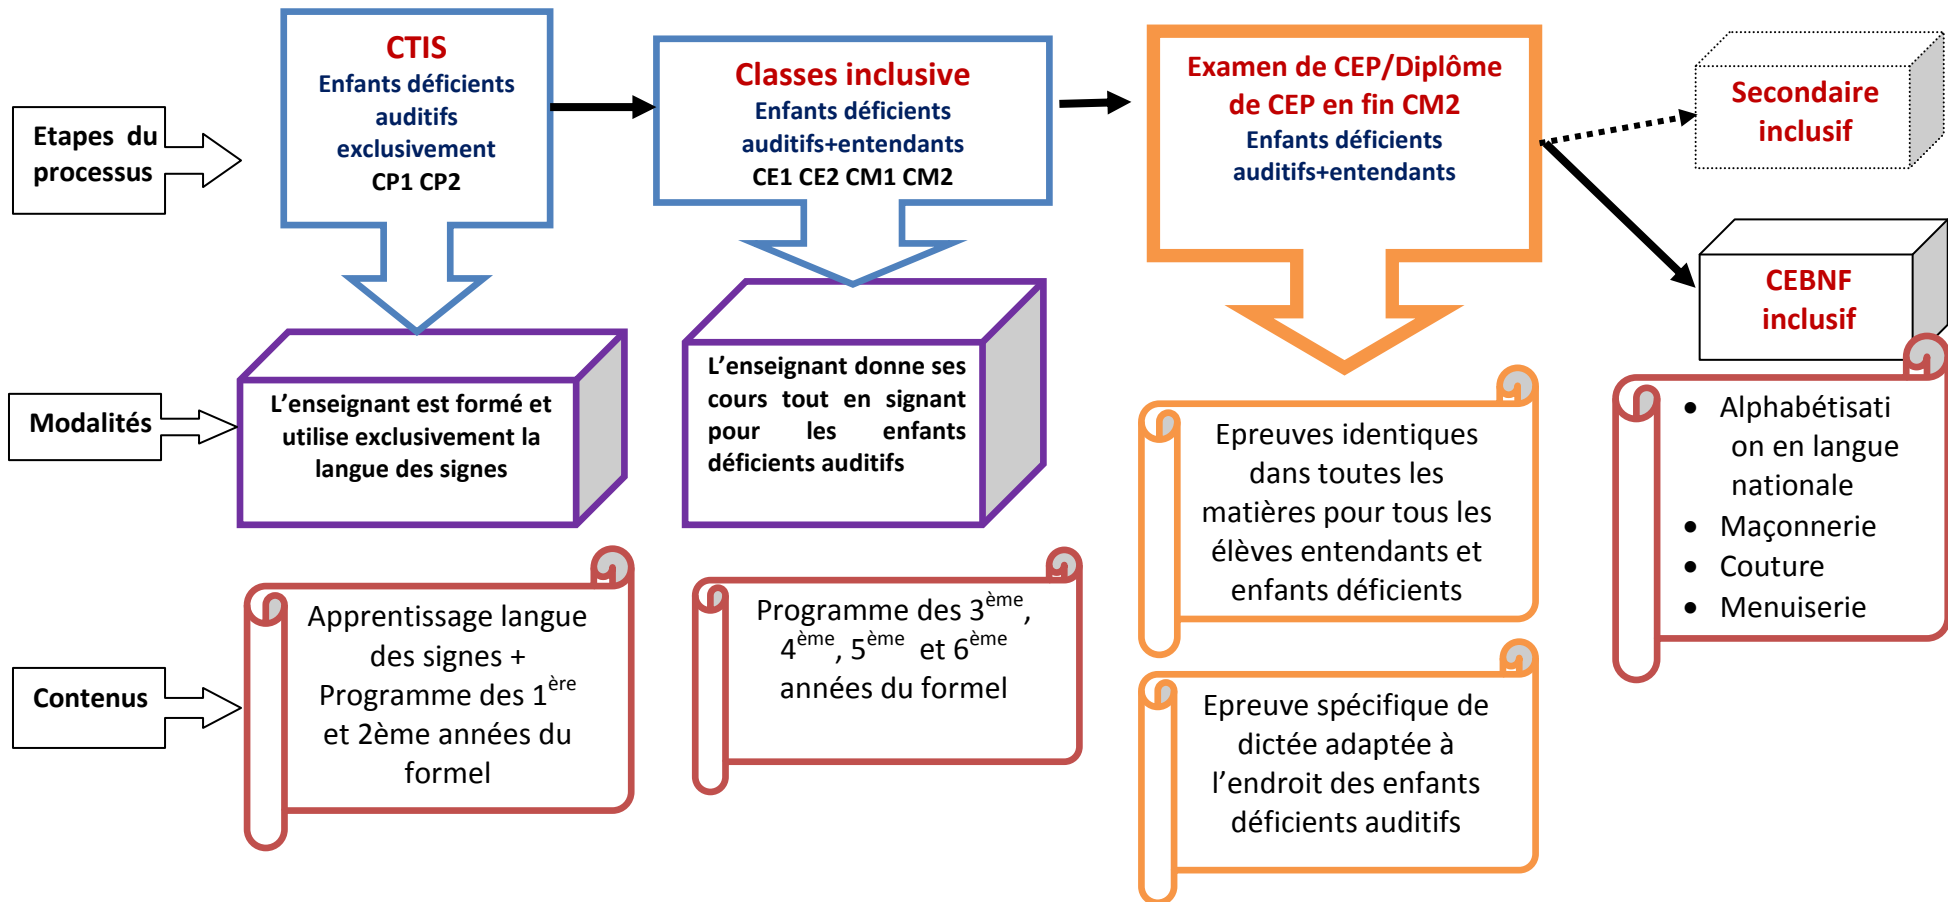 Etapes du
processus
CTIS
Enfants déficients
auditifs
exclusivement
CP1 CP2
Classes inclusive
Enfants déficients
auditifs+entendants
CE1 CE2 CM1 CM2
Examen de CEP/Diplôme
de CEP en fin CM2
Enfants déficients
auditifs+entendants
Secondaire
inclusif
CEBNF
inclusif
Modalités
L’enseignant est formé et
utilise exclusivement la
langue des signes
L’enseignant donne ses
cours tout en signant
pour les enfants
déficients auditifs
Epreuves identiques
dans toutes les
matières pour tous les
élèves entendants et
enfants déficients
• Alphabétisati
on en langue
nationale
• Maçonnerie
• Couture
• Menuiserie
Contenus
Apprentissage langue
des signes +
Programme des 1ère
et 2ème années du
formel
Programme des 3ème,
4ème, 5ème et 6ème
années du formel
Epreuve spécifique de
dictée adaptée à
l’endroit des enfants
déficients auditifs